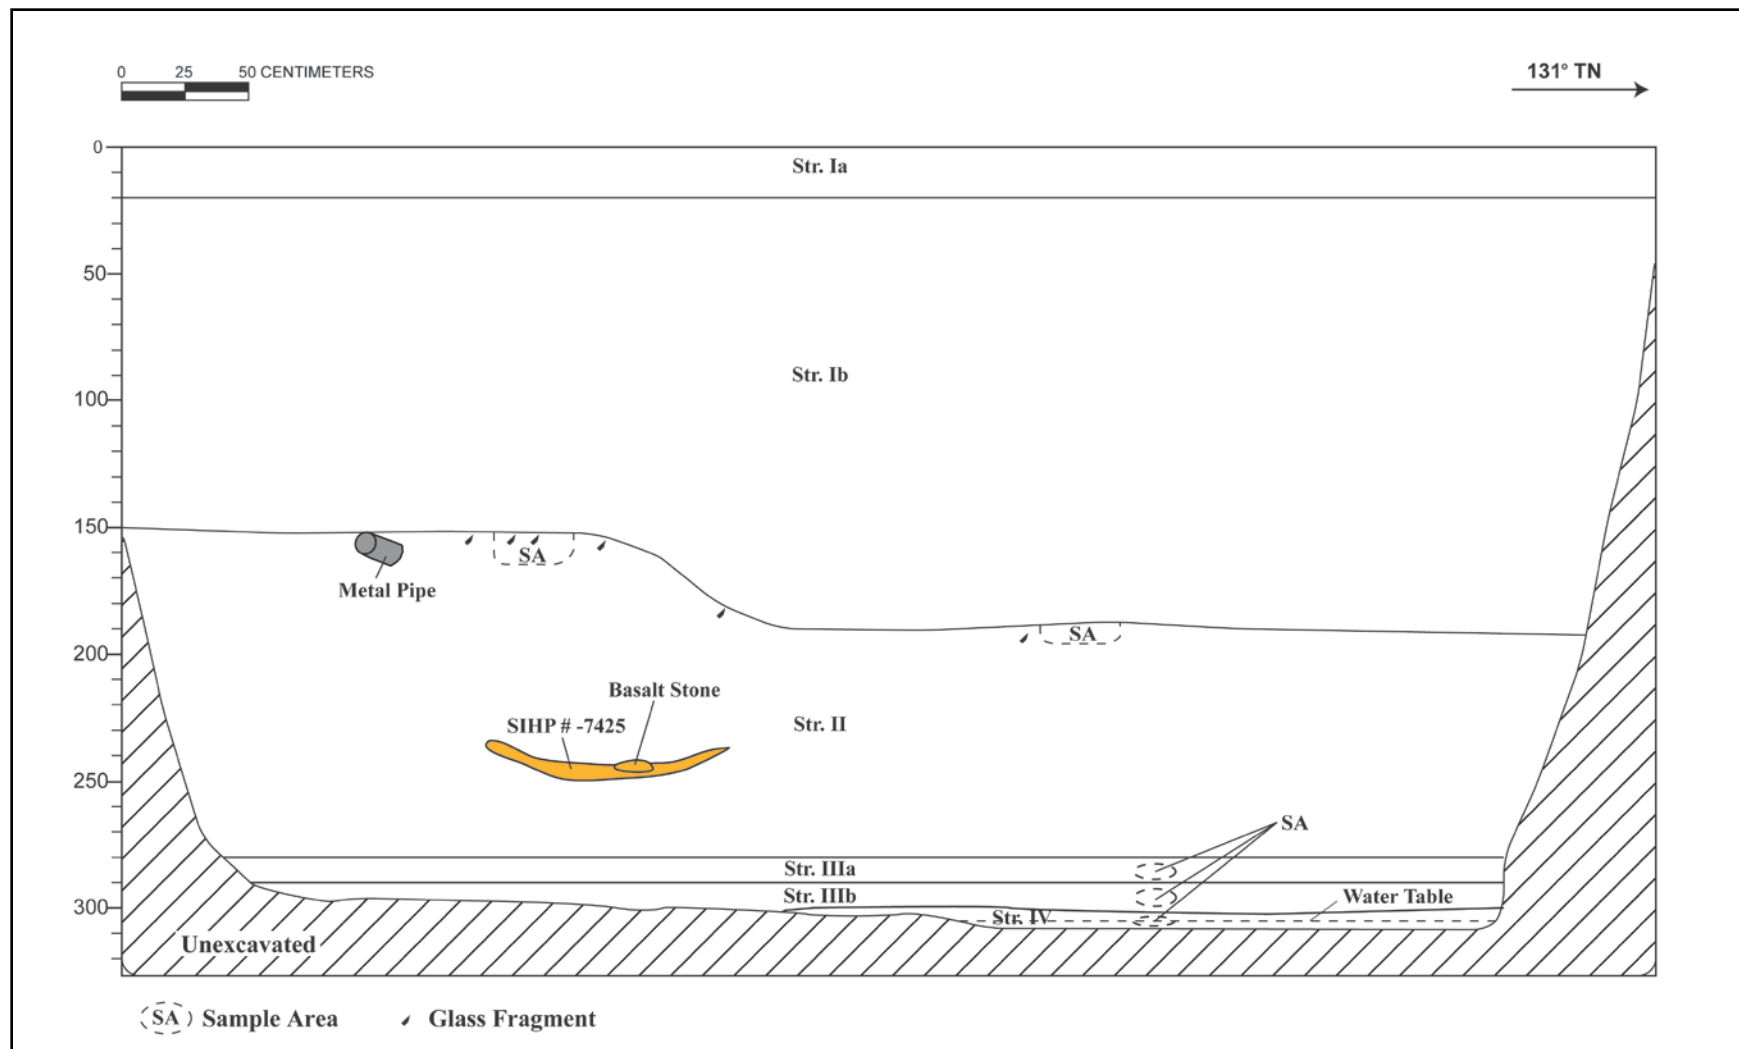 0 25 50 CENTIMETERS
131° TN
0
50
100
150
200
250
300
Str. Ia
Str. Ib
SA
Metal Pipe
SA
Basalt Stone
SIHP # -7425
Str. II
SA
Str. IIIa
Str. IIIb
Water Table
Str. IV
Unexcavated
SA Sample Area
Glass Fragment